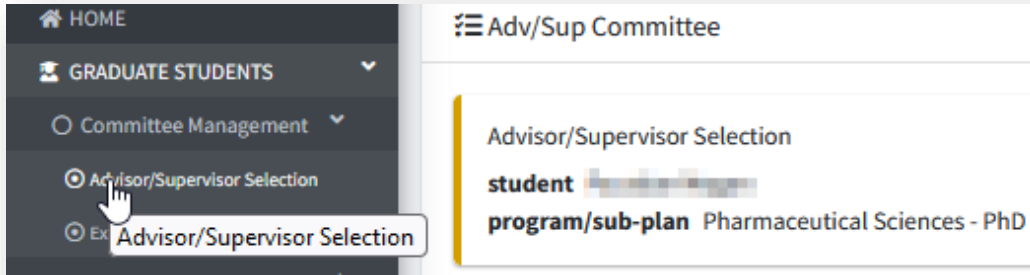 HOME
GRADUATE STUDENTS
Committee Management
Advisor/Supervisor Selection
Ex
Advisor/Supervisor Selection
Adv/Sup Committee
Advisor/Supervisor Selection
student
program/sub-plan Pharmaceutical Sciences - PhD